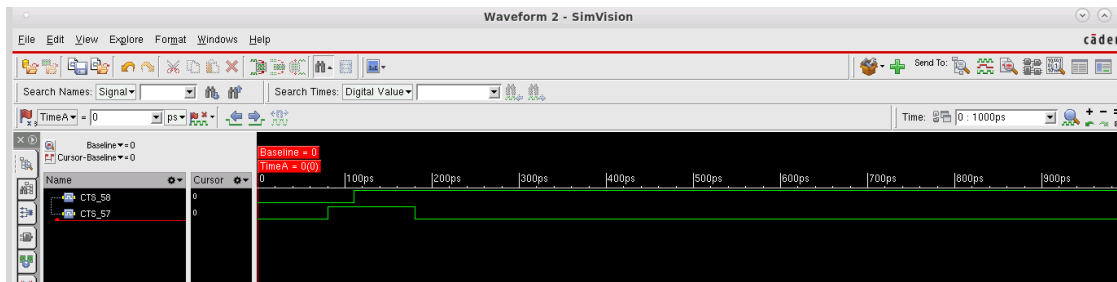 Waveform 2 - SimVision
File Edit View Explore Format Windows Help
cāden
Search Names: Signal Search Times: Digital Value
Send To:
TimeA = 0 ps
Time: 0 : 1000ps
Baseline = 0
Cursor-Baseline = 0
Baseline = 0
TimeA = 0(0)
Name Cursor
0 100ps 200ps 300ps 400ps 500ps 600ps 700ps 800ps 900ps
CTS_58 0
CTS_57 0